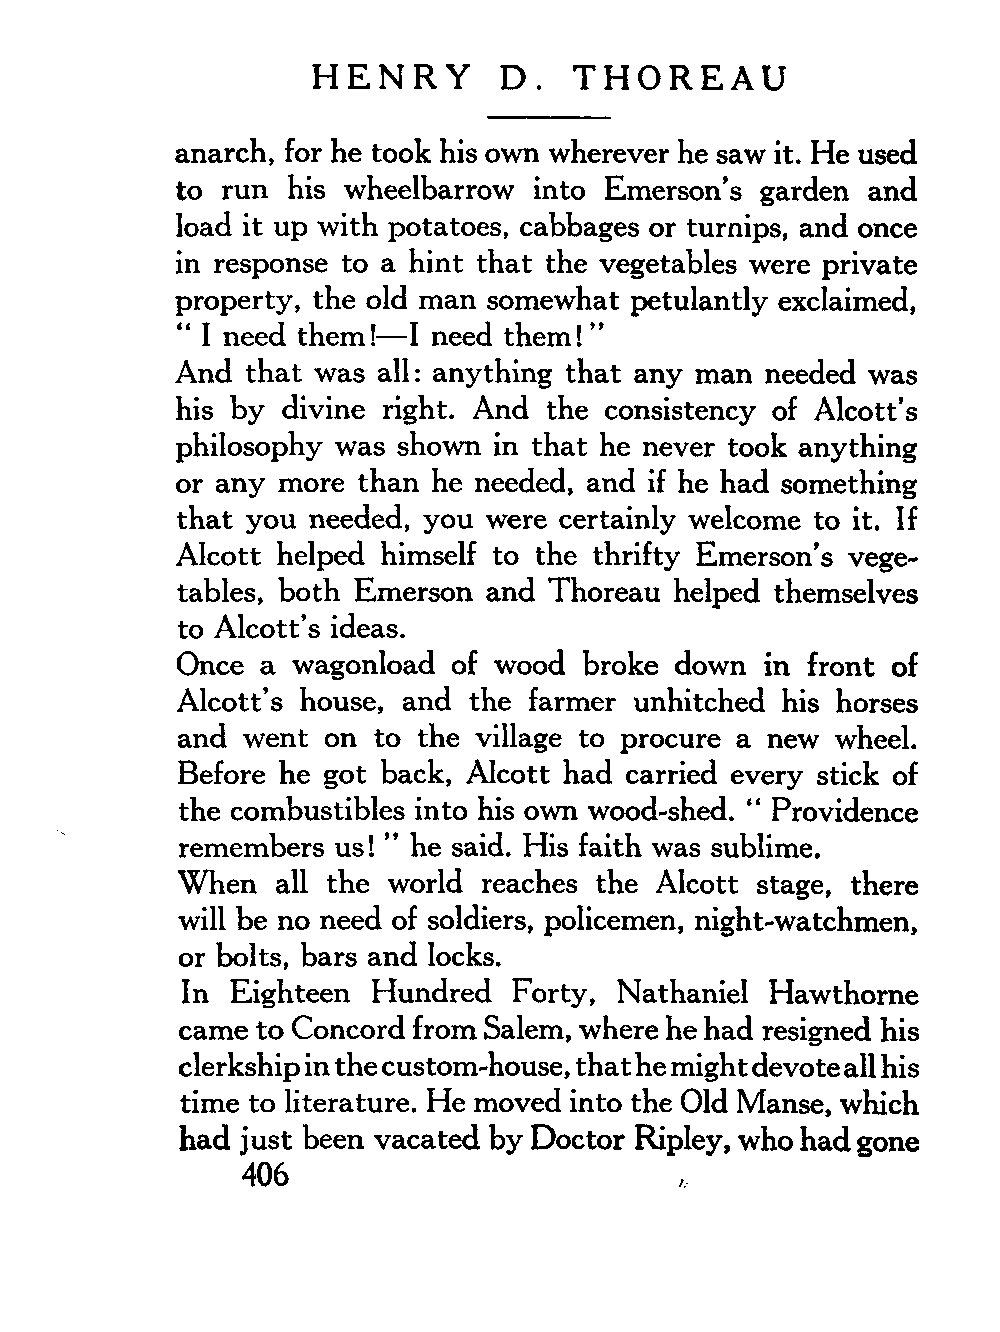 HENRY D. THOREAU
anarch, for he took his own wherever he saw it. He used
to run his wheelbarrow into Emerson's garden and
load it up with potatoes, cabbages or turnips, and once
in response to a hint that the vegetables were private
property, the old man somewhat petulantly exclaimed,
" I need them!—I need them!"
And that was all: anything that any man needed was
his by divine right. And the consistency of Alcott's
philosophy was shown in that he never took anything
or any more than he needed, and if he had something
that you needed, you were certainly welcome to it. If
Alcott helped himself to the thrifty Emerson's vege-
tables, both Emerson and Thoreau helped themselves
to Alcott's ideas.
Once a wagonload of wood broke down in front of
Alcott's house, and the farmer unhitched his horses
and went on to the village to procure a new wheel.
Before he got back, Alcott had carried every stick of
the combustibles into his own wood-shed. " Providence
remembers us! " he said. His faith was sublime.
When all the world reaches the Alcott stage, there
will be no need of soldiers, policemen, night-watchmen,
or bolts, bars and locks.
In Eighteen Hundred Forty, Nathaniel Hawthorne
came to Concord from Salem, where he had resigned his
clerkship in the custom-house, that he might devote all his
time to literature. He moved into the Old Manse, which
had just been vacated by Doctor Ripley, who had gone
406